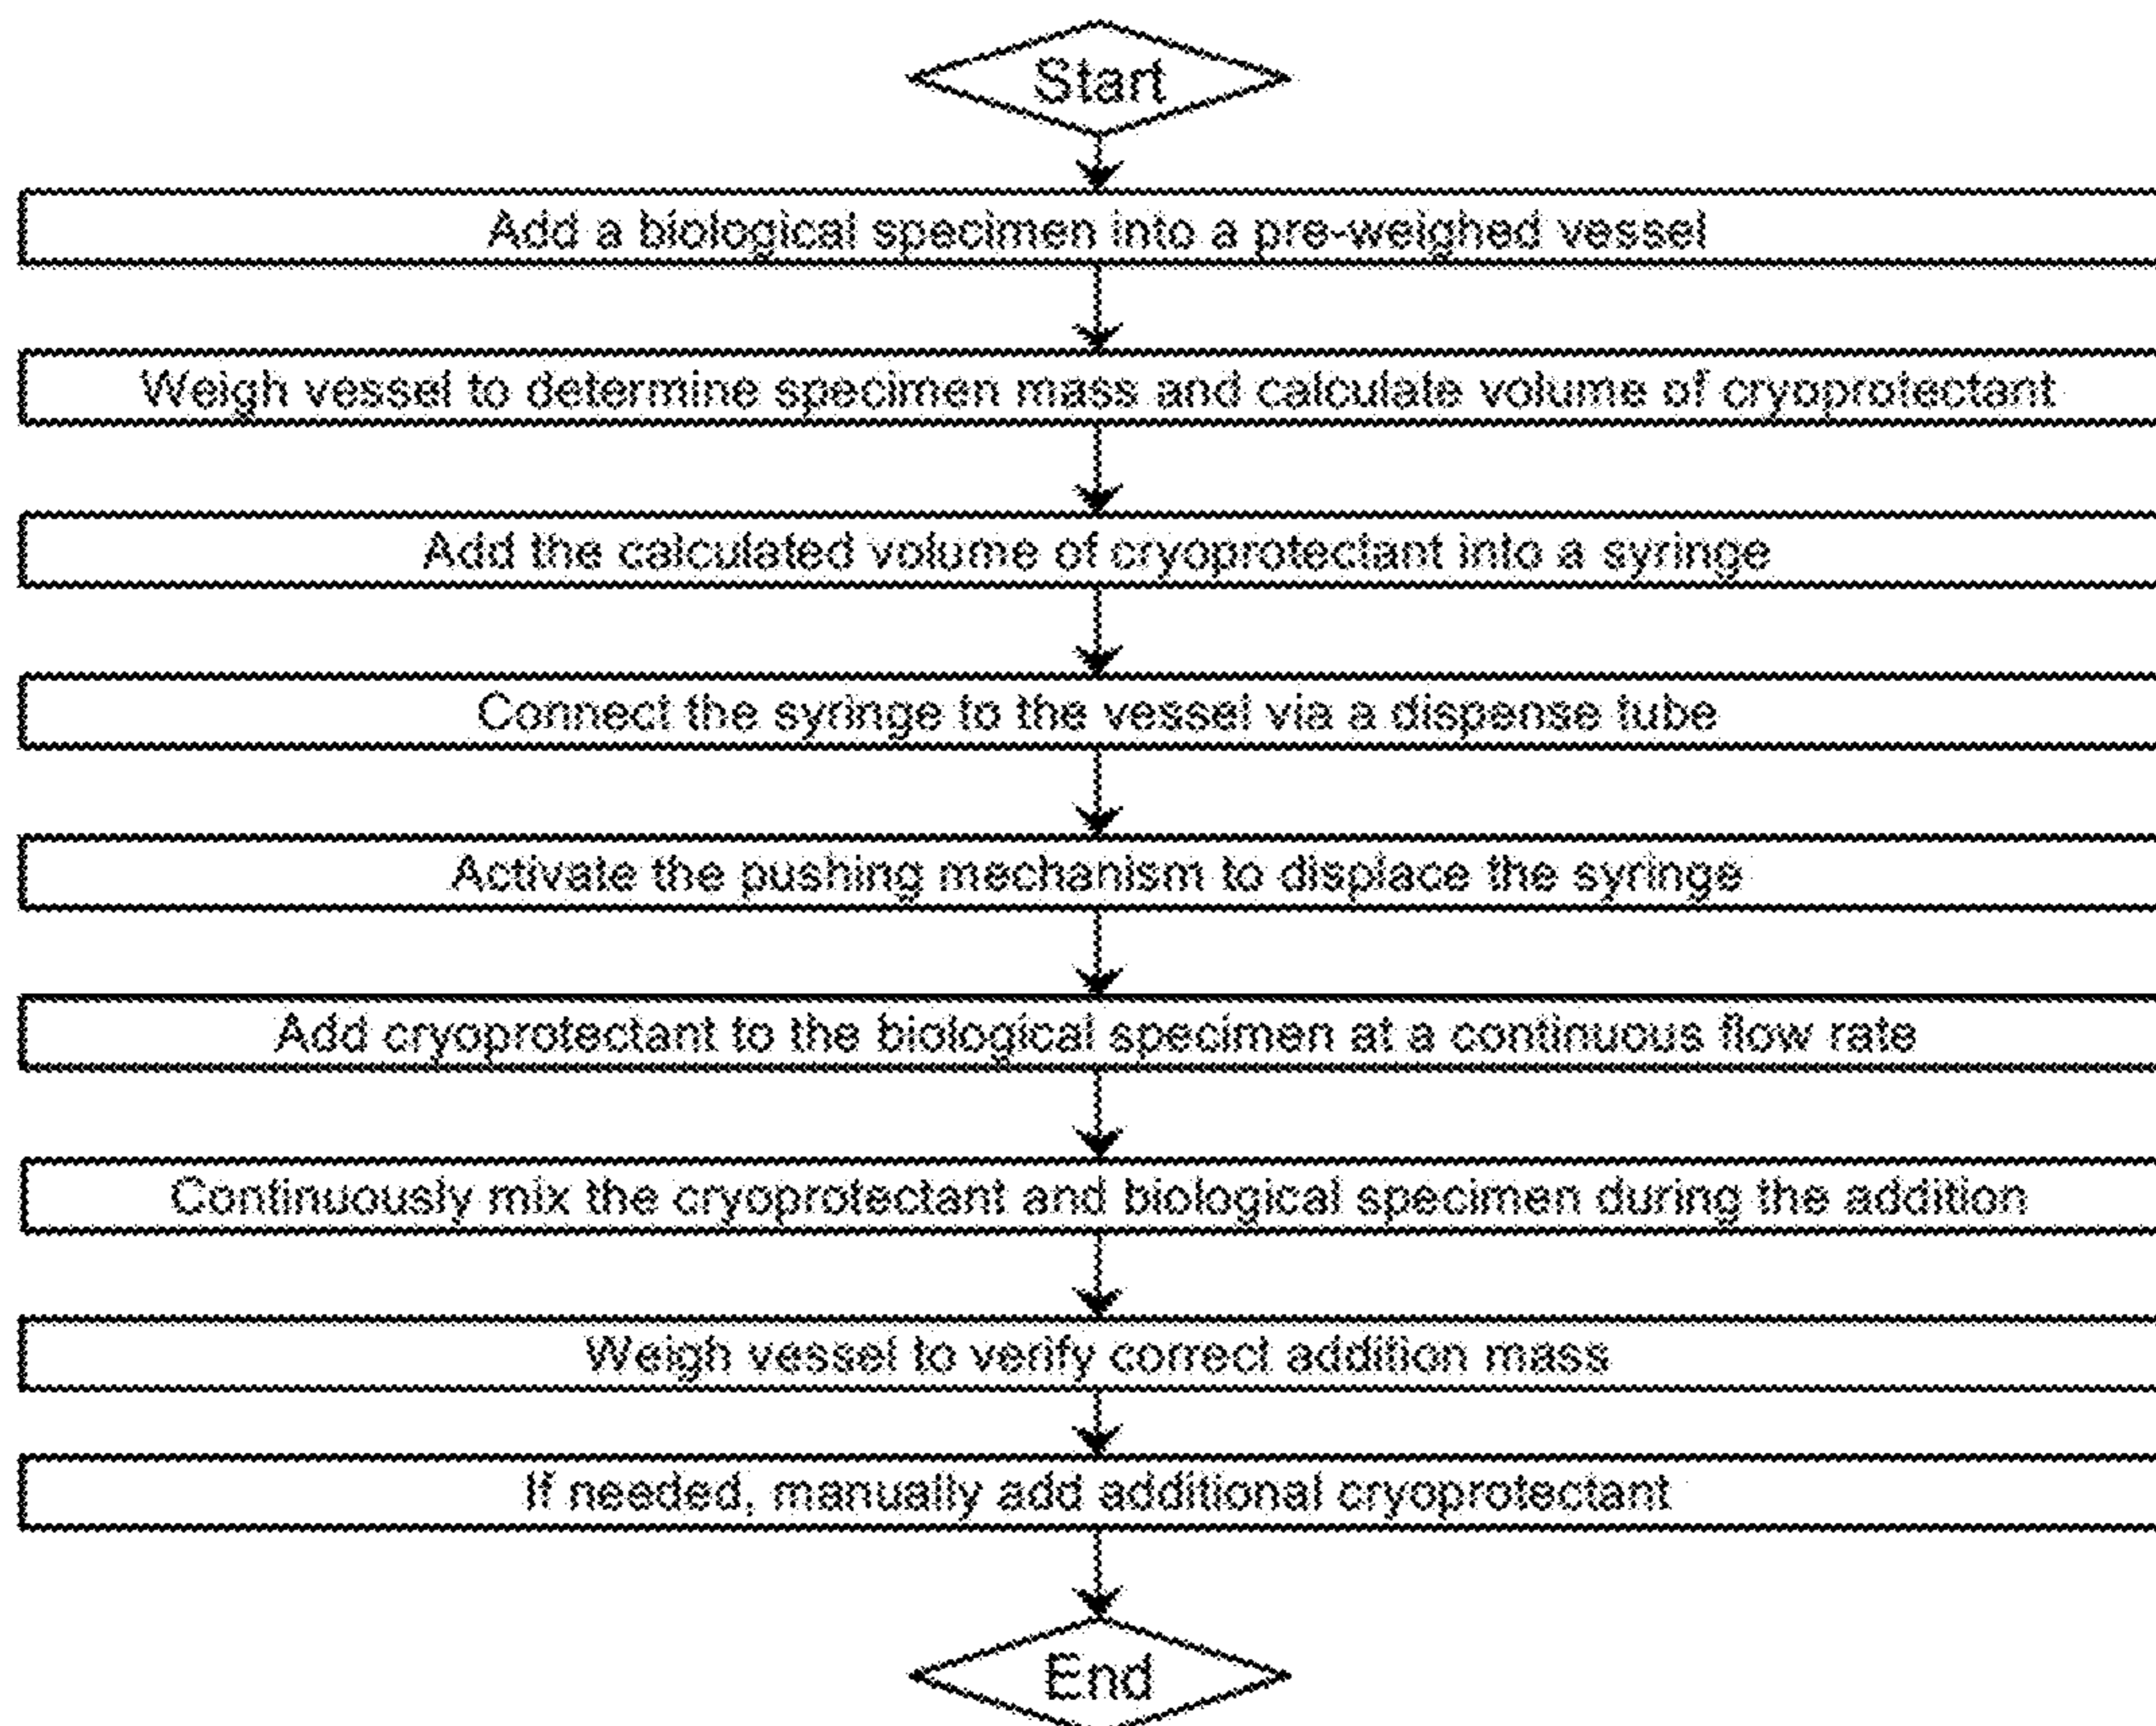 Start
Add a biological specimen into a pre-weighed vessel
Weigh vessel to determine specimen mass and calculate volume of cryoprotectant
Add the calculated volume of cryoprotectant into a syringe
Connect the syringe to the vessel via a dispense tube
Activate the pushing mechanism to displace the syringe
Add cryoprotectant to the biological specimen at a continuous flow rate
Continuously mix the cryoprotectant and biological specimen during the addition
Weigh vessel to verify correct addition mass
If needed, manually add additional cryoprotectant
End